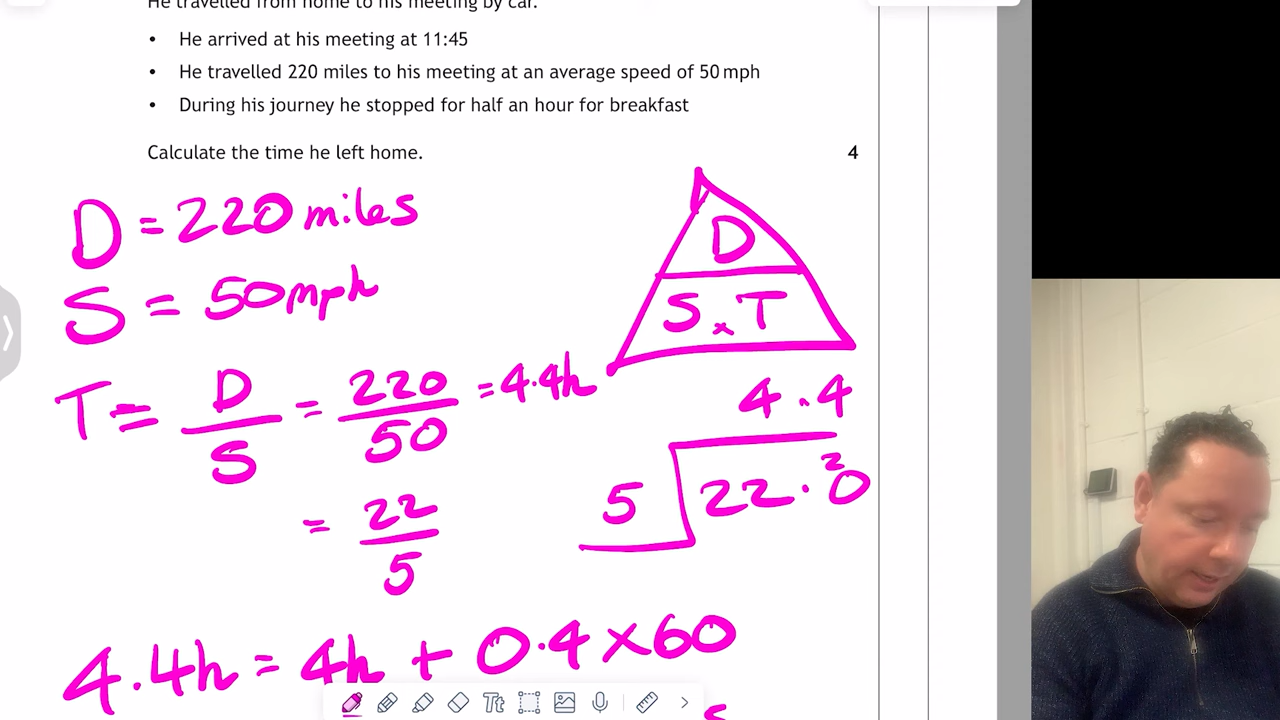 He travelled from home to his meeting by car.
• He arrived at his meeting at 11:45
• He travelled 220 miles to his meeting at an average speed of 50 mph
• During his journey he stopped for half an hour for breakfast
Calculate the time he left home. 4
D = 220 miles
S = 50mph
D
S × T
T = D/S = 220/50 = 4.4h
= 22/5
4.4
5 22.20
4.4h = 4h + 0.4 × 60
Tt